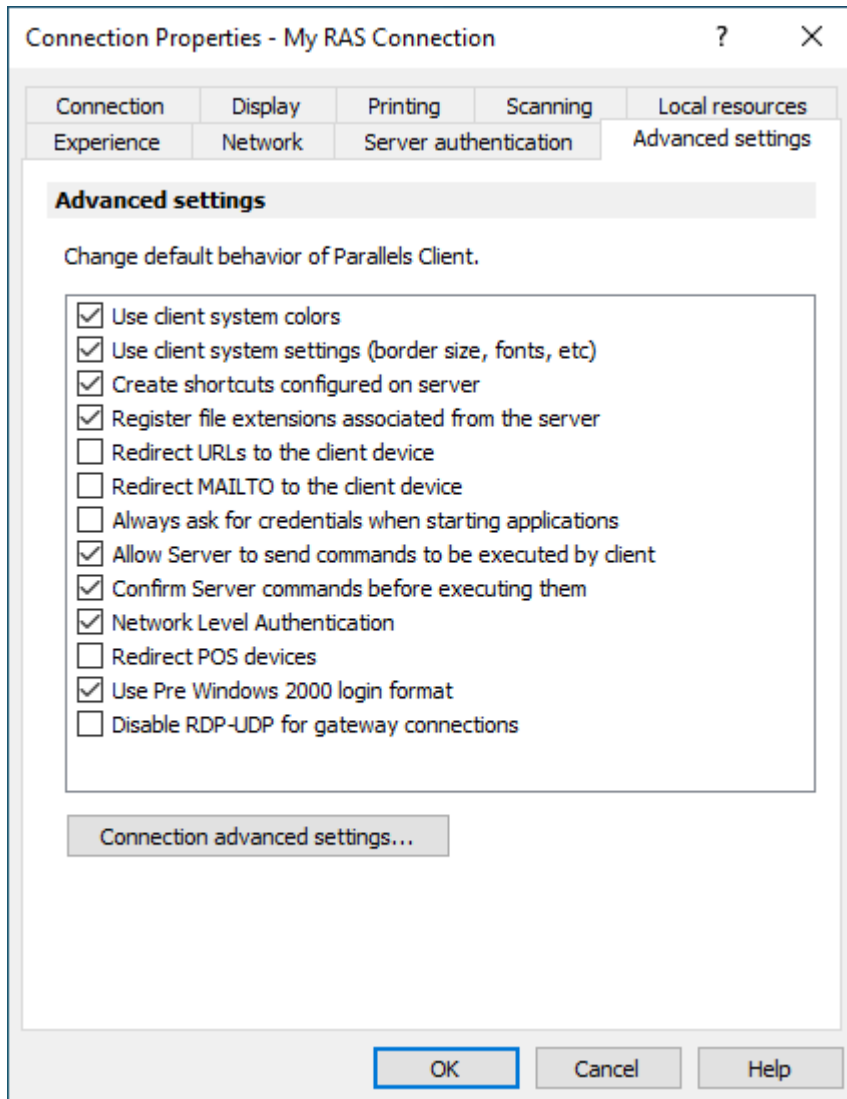 Connection Properties - My RAS Connection ?
Connection Display Printing Scanning Local resources
Experience Network Server authentication Advanced settings
Advanced settings
Change default behavior of Parallels Client.
Use client system colors
Use client system settings (border size, fonts, etc)
Create shortcuts configured on server
Register file extensions associated from the server
Redirect URLs to the client device
Redirect MAILTO to the client device
Always ask for credentials when starting applications
Allow Server to send commands to be executed by client
Confirm Server commands before executing them
Network Level Authentication
Redirect POS devices
Use Pre Windows 2000 login format
Disable RDP-UDP for gateway connections
Connection advanced settings...
OK Cancel Help